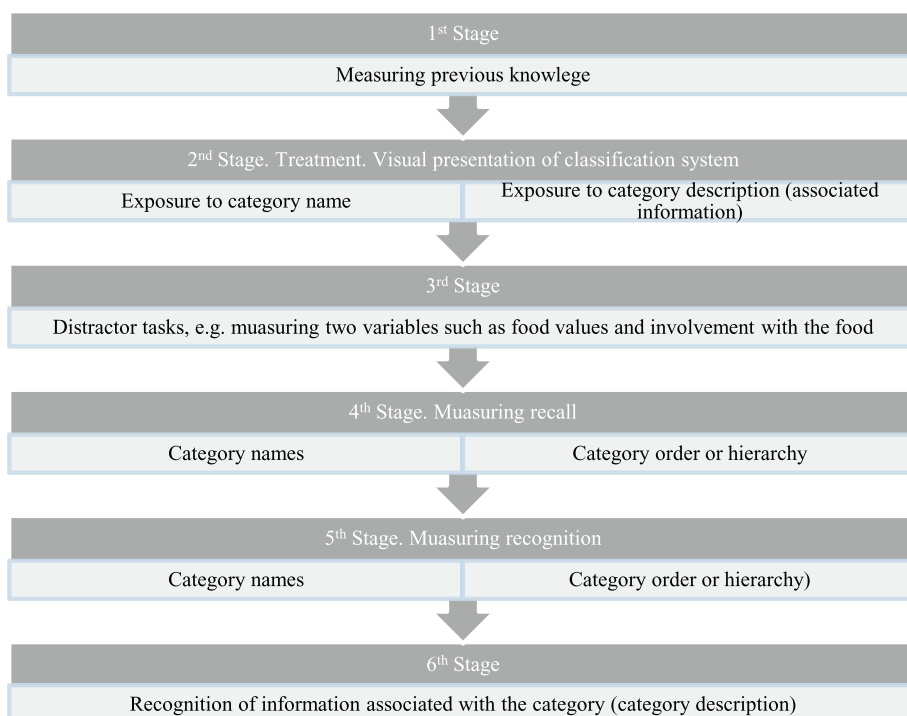 1st Stage
Measuring previous knowlege
2nd Stage. Treatment. Visual presentation of classification system
Exposure to category name
Exposure to category description (associated
information)
3rd Stage
Distractor tasks, e.g. muasuring two variables such as food values and involvement with the food
4th Stage. Muasuring recall
Category names
Category order or hierarchy
5th Stage. Muasuring recognition
Category names
Category order or hierarchy)
6th Stage
Recognition of information associated with the category (category description)